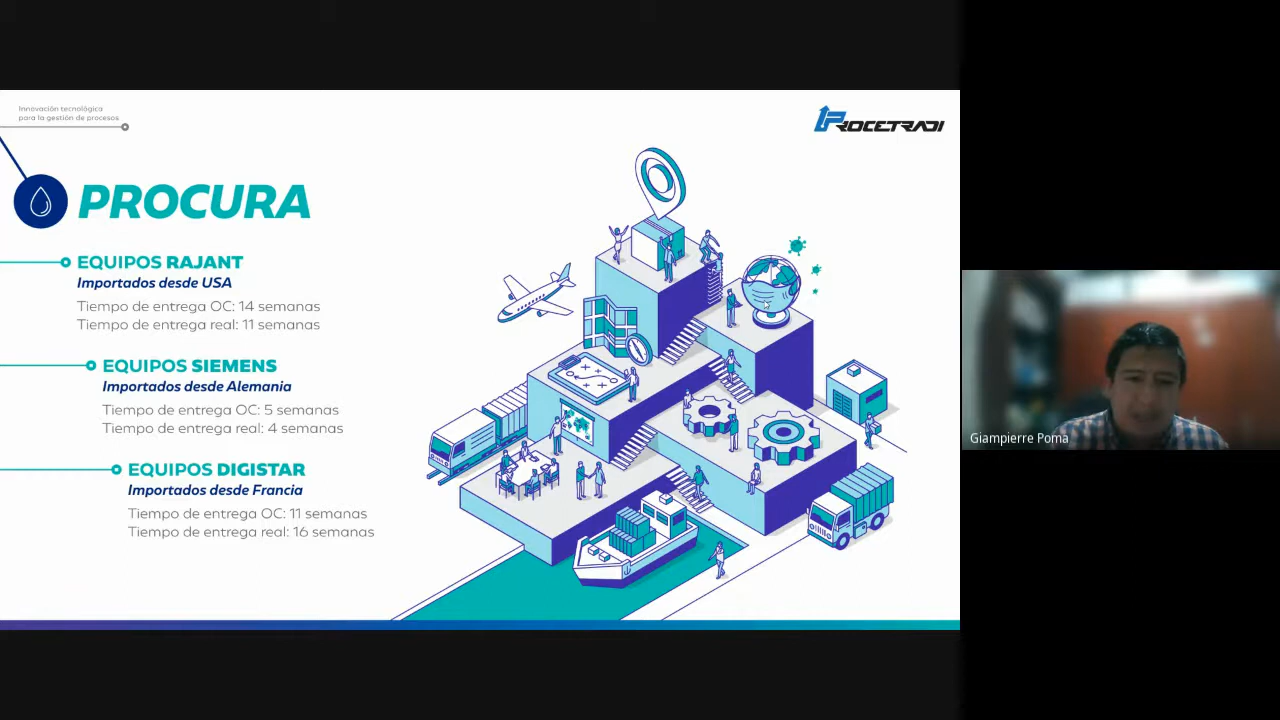 Innovación tecnológica
para la gestión de procesos
PROCETRADI
PROCURA
EQUIPOS RAJANT
Importados desde USA
Tiempo de entrega OC: 14 semanas
Tiempo de entrega real: 11 semanas
EQUIPOS SIEMENS
Importados desde Alemania
Tiempo de entrega OC: 5 semanas
Tiempo de entrega real: 4 semanas
EQUIPOS DIGISTAR
Importados desde Francia
Tiempo de entrega OC: 11 semanas
Tiempo de entrega real: 16 semanas
Giampierre Poma